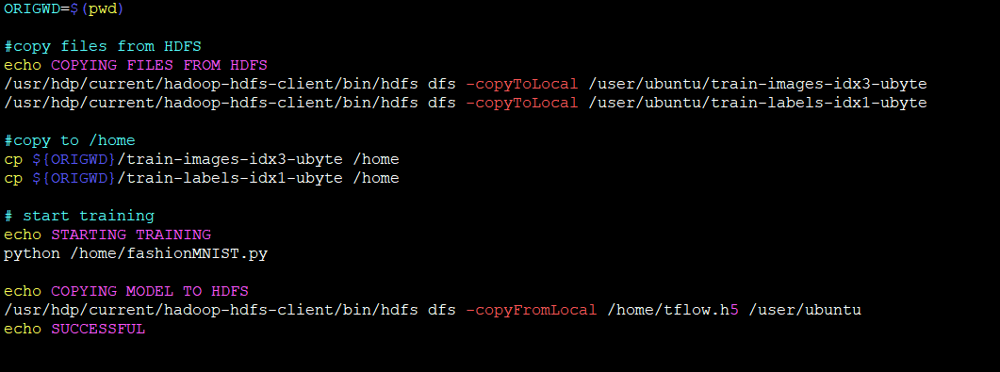 ORIGWD=$(pwd)
#copy files from HDFS
echo COPYING FILES FROM HDFS
/usr/hdp/current/hadoop-hdfs-client/bin/hdfs dfs -copyToLocal /user/ubuntu/train-images-idx3-ubyte
/usr/hdp/current/hadoop-hdfs-client/bin/hdfs dfs -copyToLocal /user/ubuntu/train-labels-idx1-ubyte
#copy to /home
cp ${ORIGWD}/train-images-idx3-ubyte /home
cp ${ORIGWD}/train-labels-idx1-ubyte /home
# start training
echo STARTING TRAINING
python /home/fashionMNIST.py
echo COPYING MODEL TO HDFS
/usr/hdp/current/hadoop-hdfs-client/bin/hdfs dfs -copyFromLocal /home/tflow.h5 /user/ubuntu
echo SUCCESSFUL